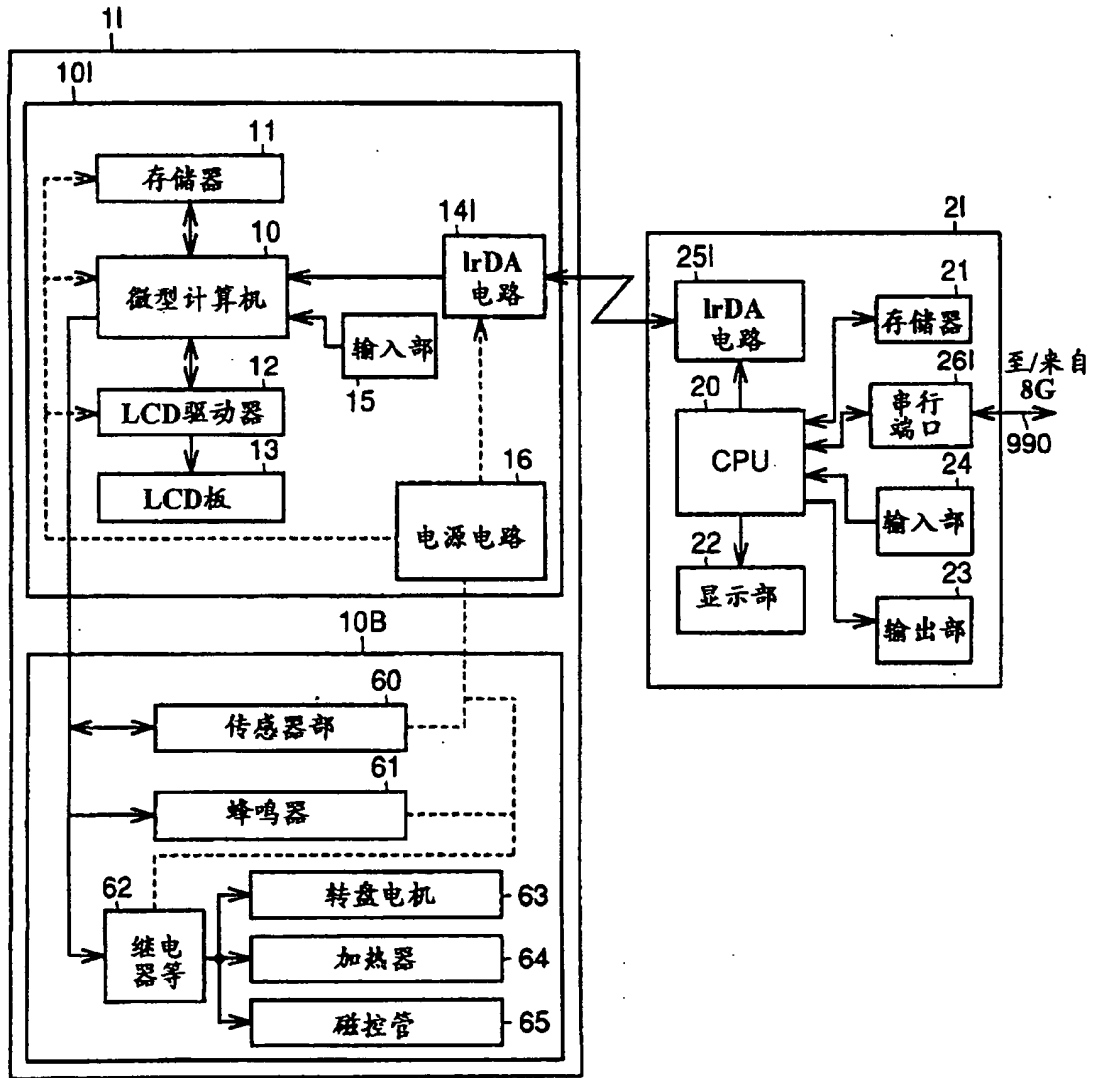 1I
10I
11
存储器
10
微型计算机
14I
IrDA
电路
输入部
15
12
LCD驱动器
13
LCD板
16
电源电路
2I
25I
IrDA
电路
21
存储器
26I
串行
端口
至/来自
8G
990
20
CPU
24
输入部
22
显示部
23
输出部
10B
60
传感器部
61
蜂鸣器
62
继电
器等
转盘电机
63
加热器
64
磁控管
65